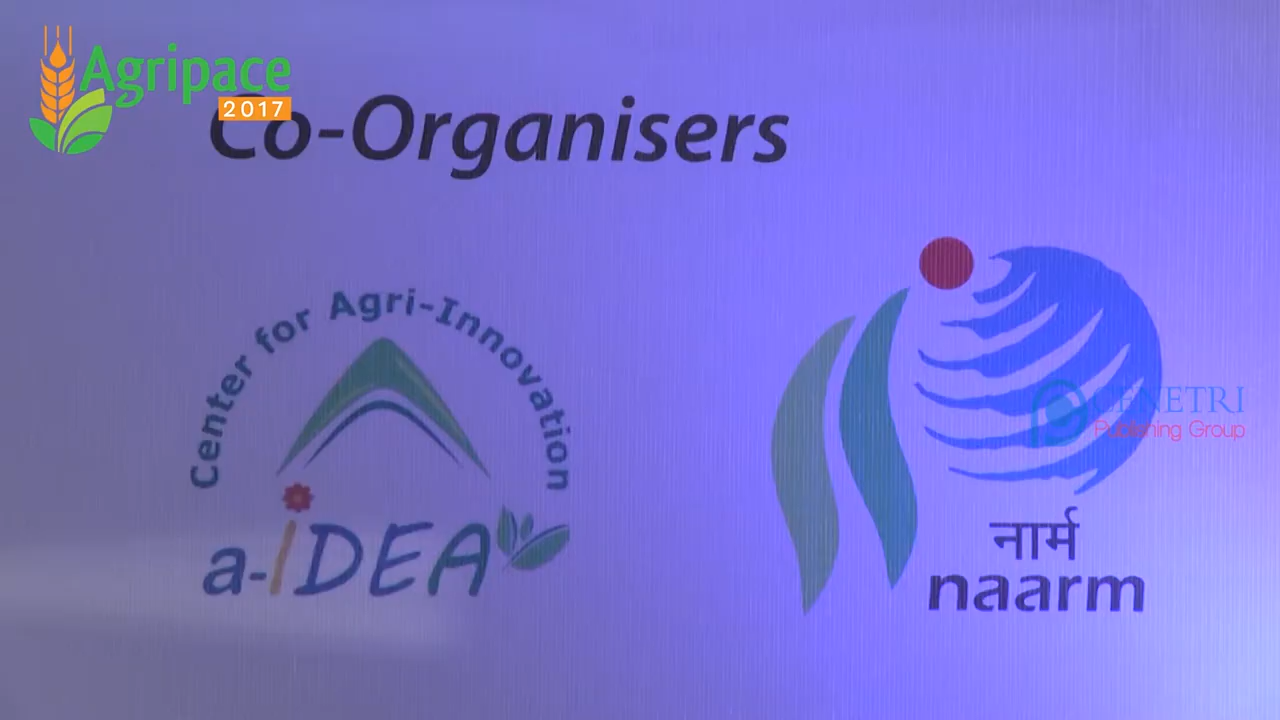 Agripace
2017
Co-Organisers
Center for Agri-Innovation
a-iDEA
नार्म
naarm
CENETRI
Publishing Group